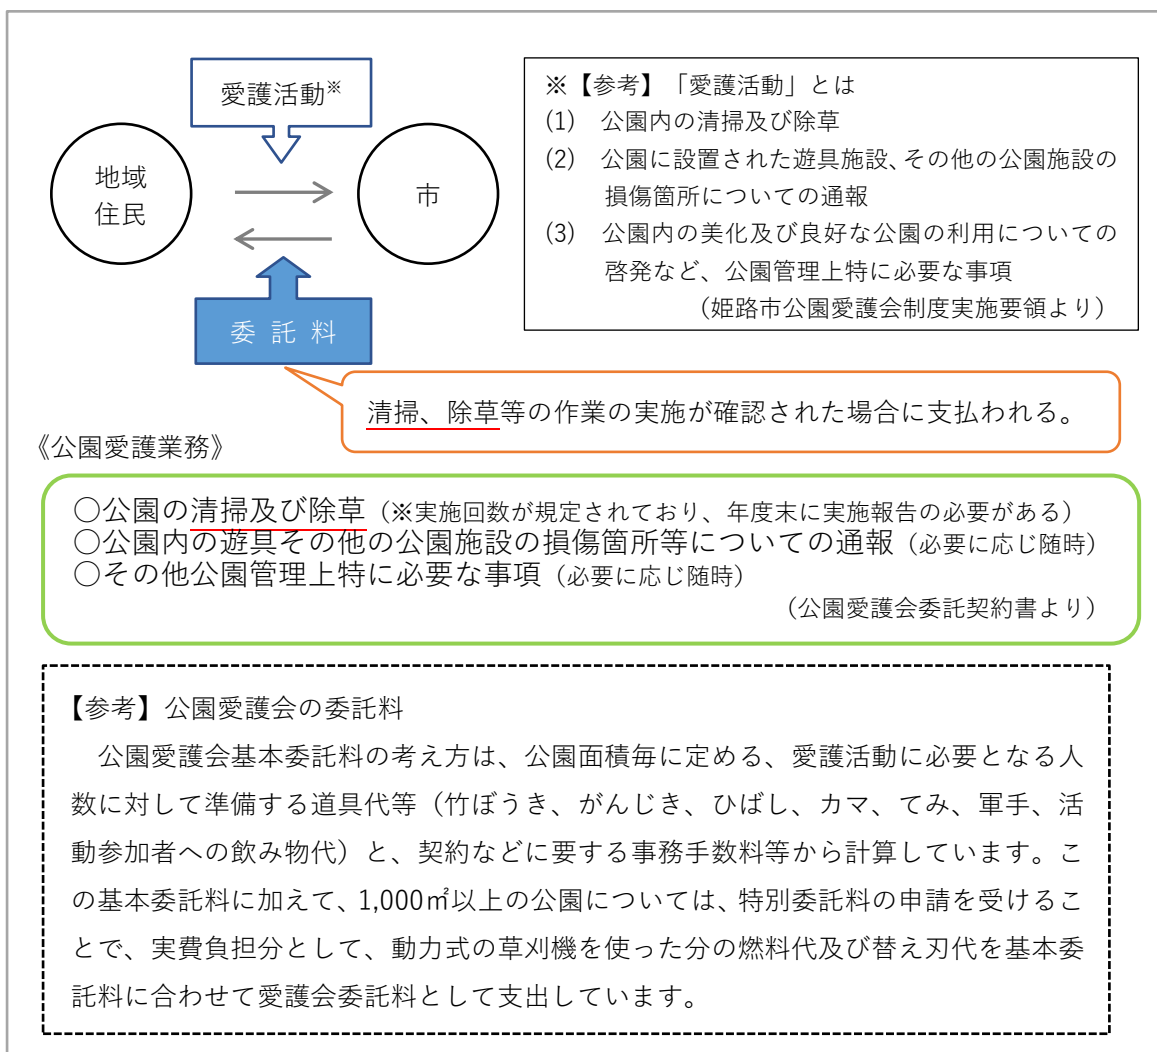 愛護活動※
地域
住民
市
委 託 料
※【参考】「愛護活動」とは
(1) 公園内の清掃及び除草
(2) 公園に設置された遊具施設、その他の公園施設の
損傷箇所についての通報
(3) 公園内の美化及び良好な公園の利用についての
啓発など、公園管理上特に必要な事項
（姫路市公園愛護会制度実施要領より）
清掃、除草等の作業の実施が確認された場合に支払われる。
《公園愛護業務》
○公園の清掃及び除草（※実施回数が規定されており、年度末に実施報告の必要がある）
○公園内の遊具その他の公園施設の損傷箇所等についての通報（必要に応じ随時）
○その他公園管理上特に必要な事項（必要に応じ随時）
（公園愛護会委託契約書より）
【参考】公園愛護会の委託料
公園愛護会基本委託料の考え方は、公園面積毎に定める、愛護活動に必要となる人
数に対して準備する道具代等（竹ぼうき、がんじき、ひばし、カマ、てみ、軍手、活
動参加者への飲み物代）と、契約などに要する事務手数料等から計算しています。こ
の基本委託料に加えて、1,000㎡以上の公園については、特別委託料の申請を受けるこ
とで、実費負担分として、動力式の草刈機を使った分の燃料代及び替え刃代を基本委
託料に合わせて愛護会委託料として支出しています。